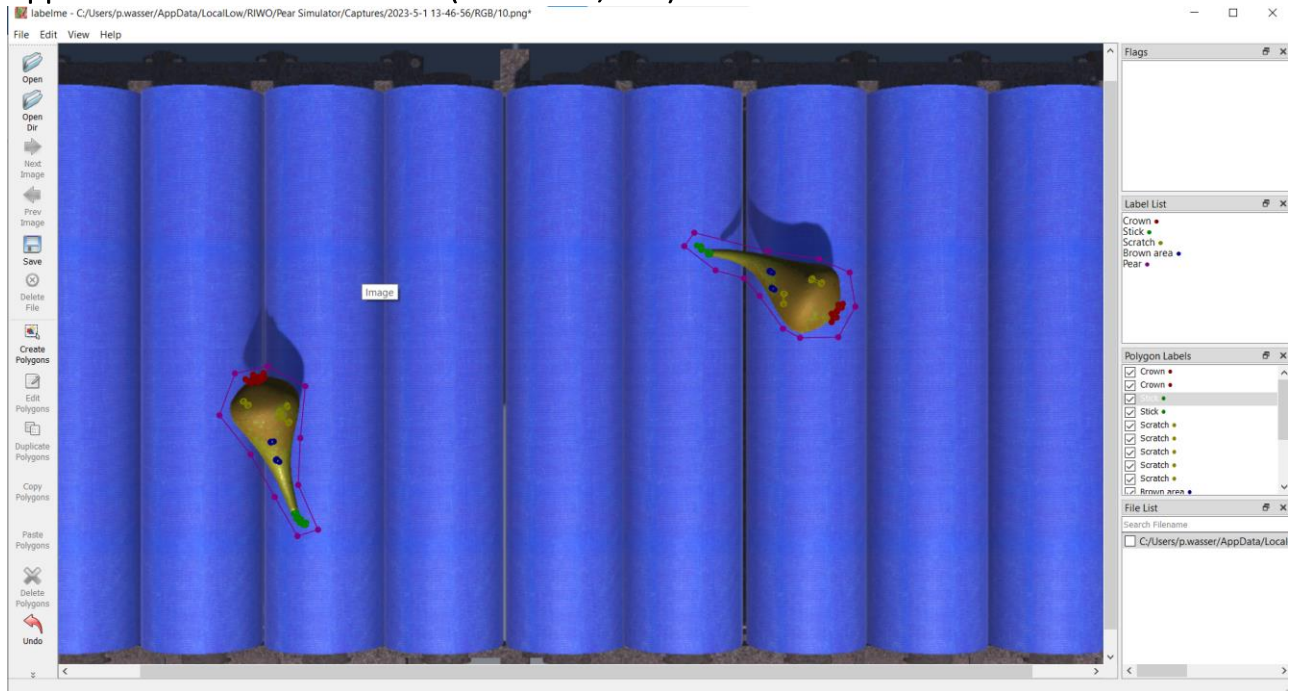 labelme - C:/Users/p.wasser/AppData/LocalLow/RIWO/Pear Simulator/Captures/2023-5-1 13-46-56/RGB/10.png*
File Edit View Help
Open
Open
Dir
Next
Image
Prev
Image
Save
Delete
File
Create
Polygons
Edit
Polygons
Duplicate
Polygons
Copy
Polygons
Paste
Polygons
Delete
Polygons
Undo
Image
Flags
Label List
Crown
Stick
Scratch
Brown area
Pear
Polygon Labels
Crown
Crown
Stick
Stick
Scratch
Scratch
Scratch
Scratch
Scratch
Brown area
File List
Search Filename
C:/Users/p.wasser/AppData/Local